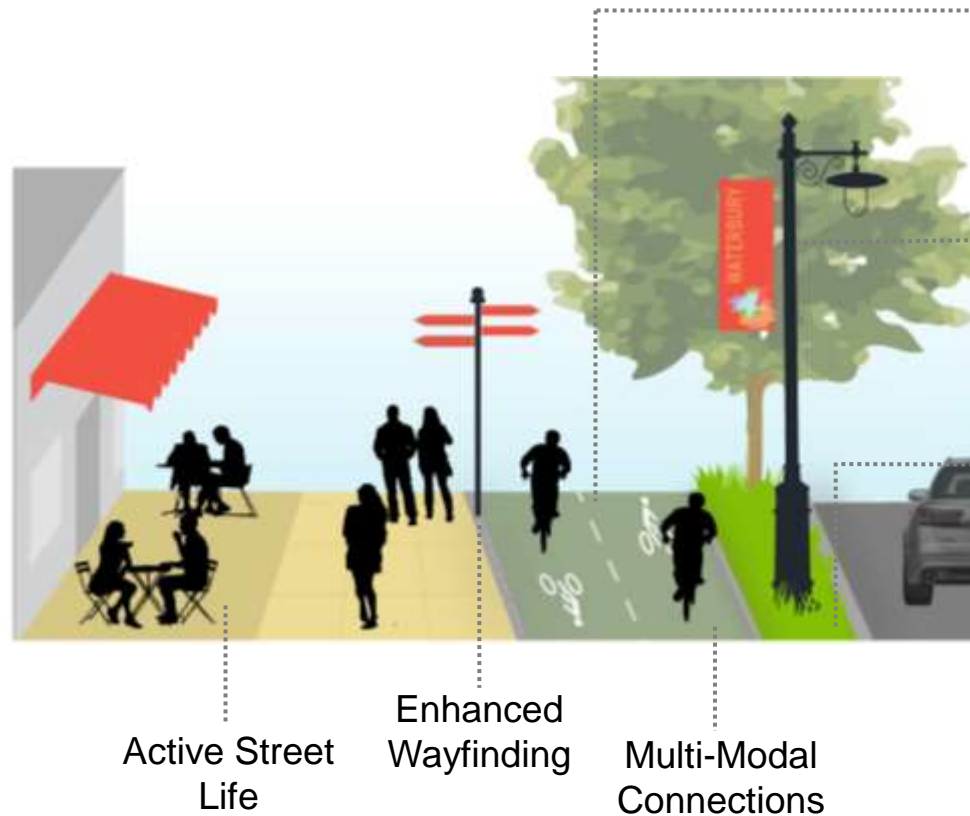 WATERBURY
Enhanced
Wayfinding
Active Street
Life
Multi-Modal
Connections